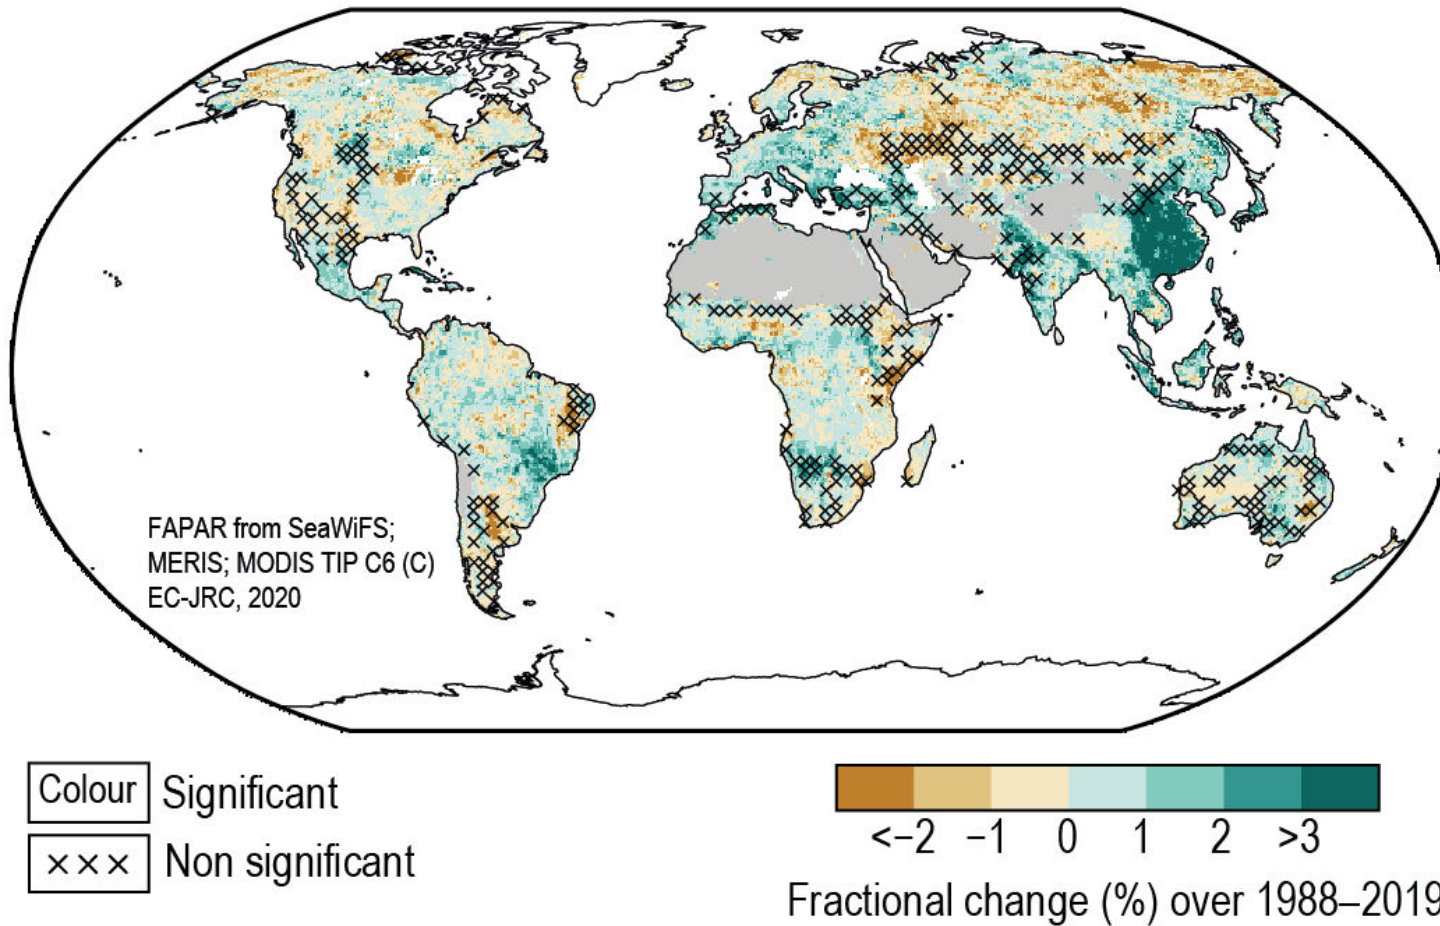 FAPAR from SeaWiFS;
MERIS; MODIS TIP C6 (C)
EC-JRC, 2020
Colour Significant
××× Non significant
<−2 −1 0 1 2 >3
Fractional change (%) over 1988–2019